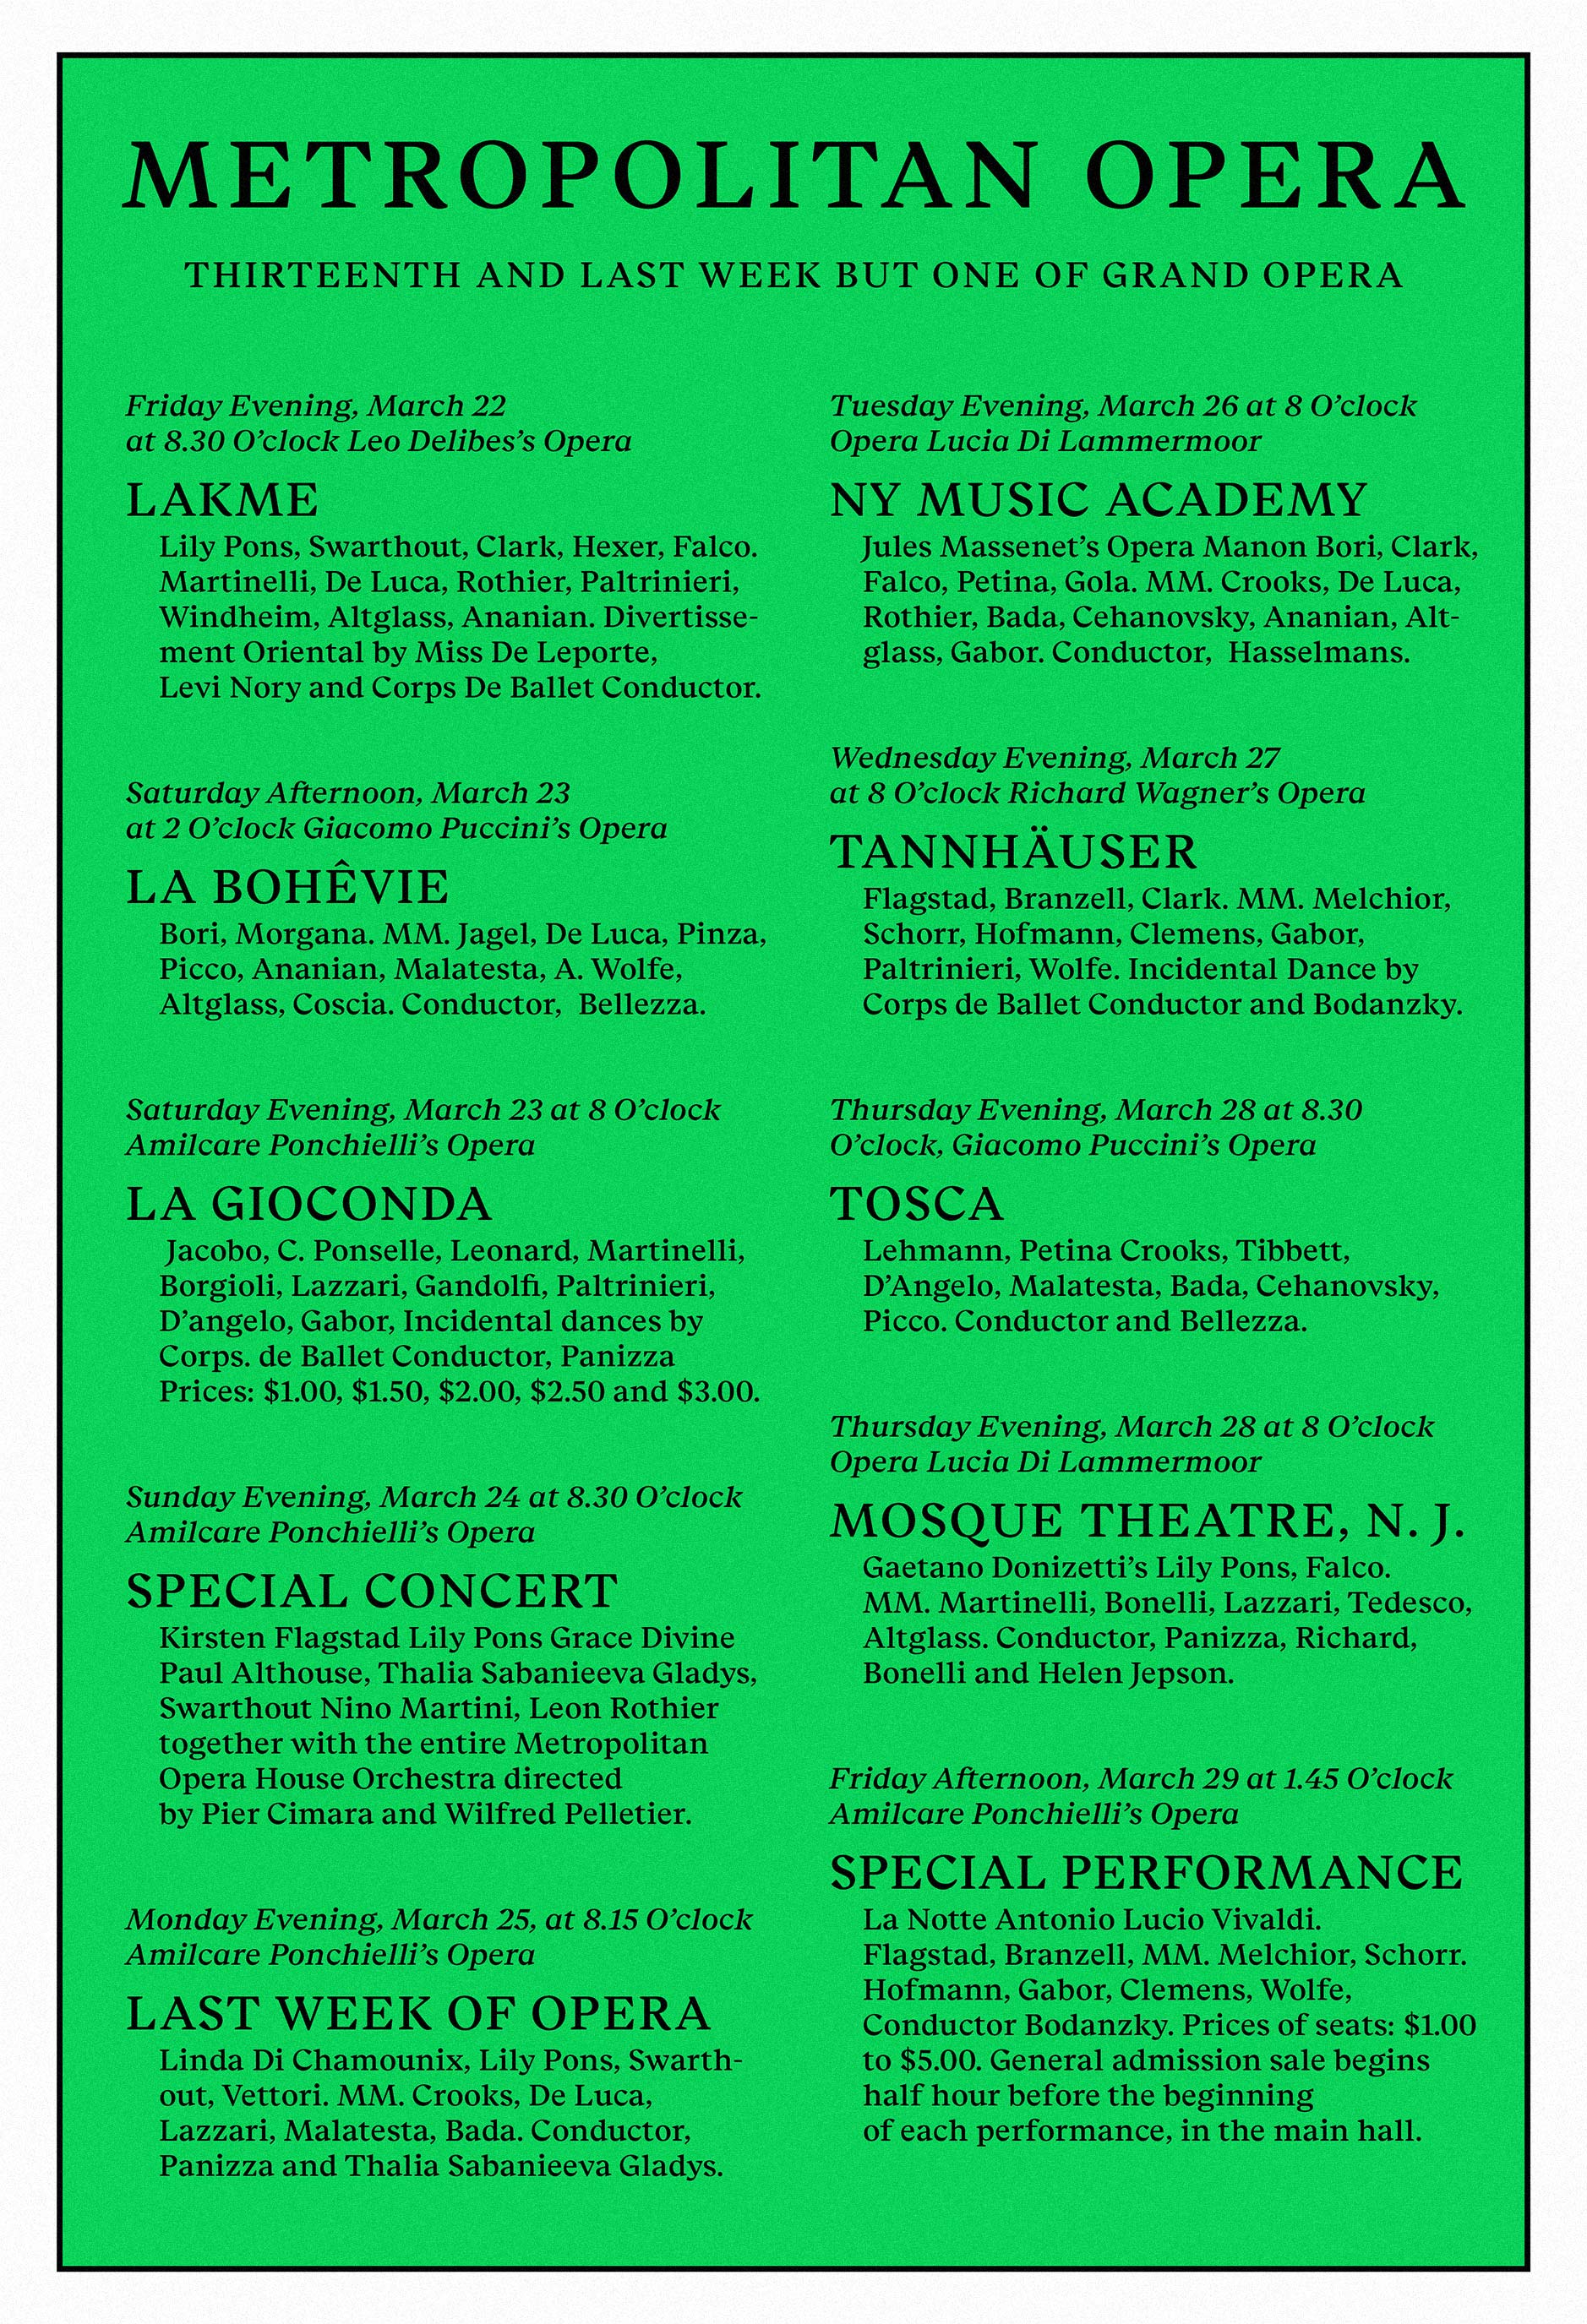 METROPOLITAN OPERA
THIRTEENTH AND LAST WEEK BUT ONE OF GRAND OPERA
Friday Evening, March 22
at 8.30 O’clock Leo Delibes’s Opera
LAKME
Lily Pons, Swarthout, Clark, Hexer, Falco.
Martinelli, De Luca, Rothier, Paltrinieri,
Windheim, Altglass, Ananian. Divertisse-
ment Oriental by Miss De Leporte,
Levi Nory and Corps De Ballet Conductor.
Saturday Afternoon, March 23
at 2 O’clock Giacomo Puccini’s Opera
LA BOHÊVIE
Bori, Morgana. MM. Jagel, De Luca, Pinza,
Picco, Ananian, Malatesta, A. Wolfe,
Altglass, Coscia. Conductor, Bellezza.
Saturday Evening, March 23 at 8 O’clock
Amilcare Ponchielli’s Opera
LA GIOCONDA
Jacobo, C. Ponselle, Leonard, Martinelli,
Borgioli, Lazzari, Gandolfi, Paltrinieri,
D’angelo, Gabor, Incidental dances by
Corps. de Ballet Conductor, Panizza
Prices: $1.00, $1.50, $2.00, $2.50 and $3.00.
Sunday Evening, March 24 at 8.30 O’clock
Amilcare Ponchielli’s Opera
SPECIAL CONCERT
Kirsten Flagstad Lily Pons Grace Divine
Paul Althouse, Thalia Sabanieeva Gladys,
Swarthout Nino Martini, Leon Rothier
together with the entire Metropolitan
Opera House Orchestra directed
by Pier Cimara and Wilfred Pelletier.
Monday Evening, March 25, at 8.15 O’clock
Amilcare Ponchielli’s Opera
LAST WEEK OF OPERA
Linda Di Chamounix, Lily Pons, Swarth-
out, Vettori. MM. Crooks, De Luca,
Lazzari, Malatesta, Bada. Conductor,
Panizza and Thalia Sabanieeva Gladys.
Tuesday Evening, March 26 at 8 O’clock
Opera Lucia Di Lammermoor
NY MUSIC ACADEMY
Jules Massenet’s Opera Manon Bori, Clark,
Falco, Petina, Gola. MM. Crooks, De Luca,
Rothier, Bada, Cehanovsky, Ananian, Alt-
glass, Gabor. Conductor, Hasselmans.
Wednesday Evening, March 27
at 8 O’clock Richard Wagner’s Opera
TANNHÄUSER
Flagstad, Branzell, Clark. MM. Melchior,
Schorr, Hofmann, Clemens, Gabor,
Paltrinieri, Wolfe. Incidental Dance by
Corps de Ballet Conductor and Bodanzky.
Thursday Evening, March 28 at 8.30
O’clock, Giacomo Puccini’s Opera
TOSCA
Lehmann, Petina Crooks, Tibbett,
D’Angelo, Malatesta, Bada, Cehanovsky,
Picco. Conductor and Bellezza.
Thursday Evening, March 28 at 8 O’clock
Opera Lucia Di Lammermoor
MOSQUE THEATRE, N. J.
Gaetano Donizetti’s Lily Pons, Falco.
MM. Martinelli, Bonelli, Lazzari, Tedesco,
Altglass. Conductor, Panizza, Richard,
Bonelli and Helen Jepson.
Friday Afternoon, March 29 at 1.45 O’clock
Amilcare Ponchielli’s Opera
SPECIAL PERFORMANCE
La Notte Antonio Lucio Vivaldi.
Flagstad, Branzell, MM. Melchior, Schorr.
Hofmann, Gabor, Clemens, Wolfe,
Conductor Bodanzky. Prices of seats: $1.00
to $5.00. General admission sale begins
half hour before the beginning
of each performance, in the main hall.